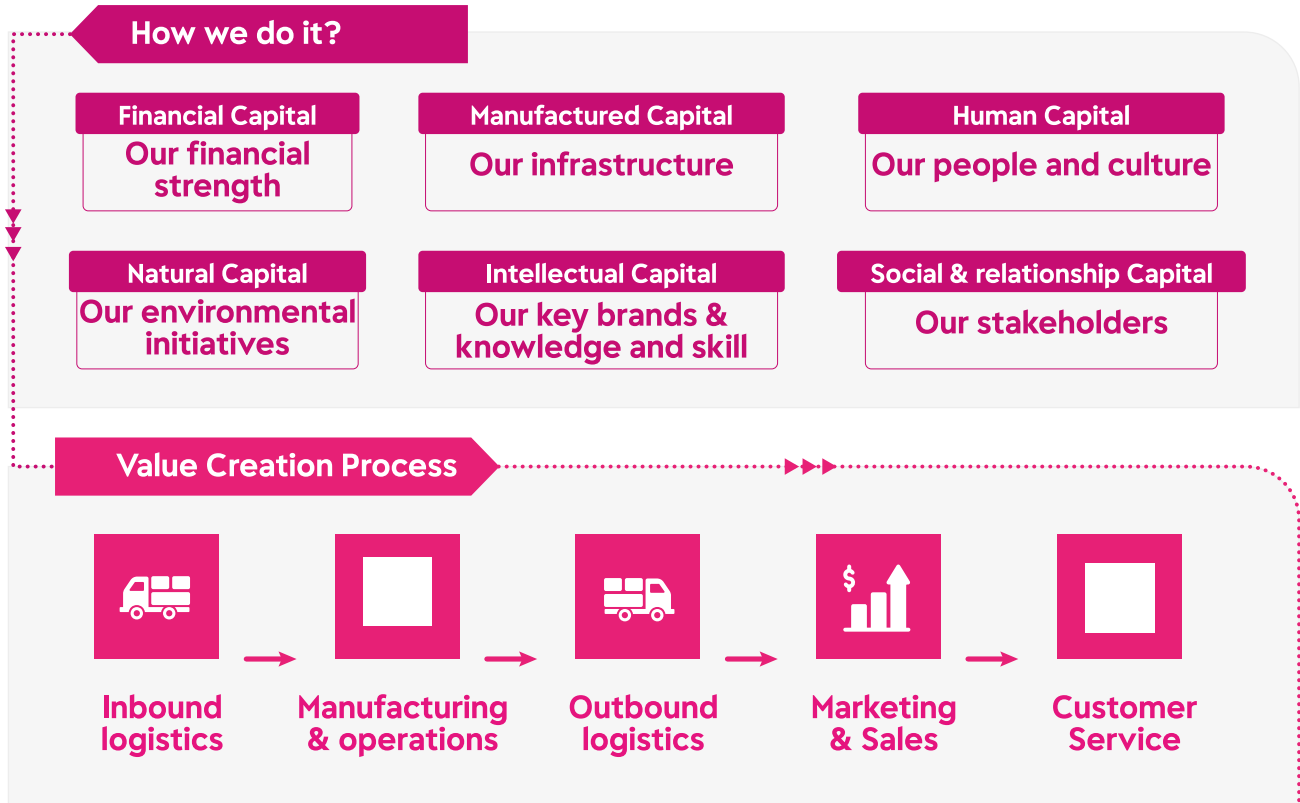 How we do it?
Financial Capital
Our financial
strength
Manufactured Capital
Our infrastructure
Human Capital
Our people and culture
Natural Capital
Our environmental
initiatives
Intellectual Capital
Our key brands &
knowledge and skill
Social & relationship Capital
Our stakeholders
Value Creation Process
$
Inbound
logistics
Manufacturing
& operations
Outbound
logistics
Marketing
& Sales
Customer
Service